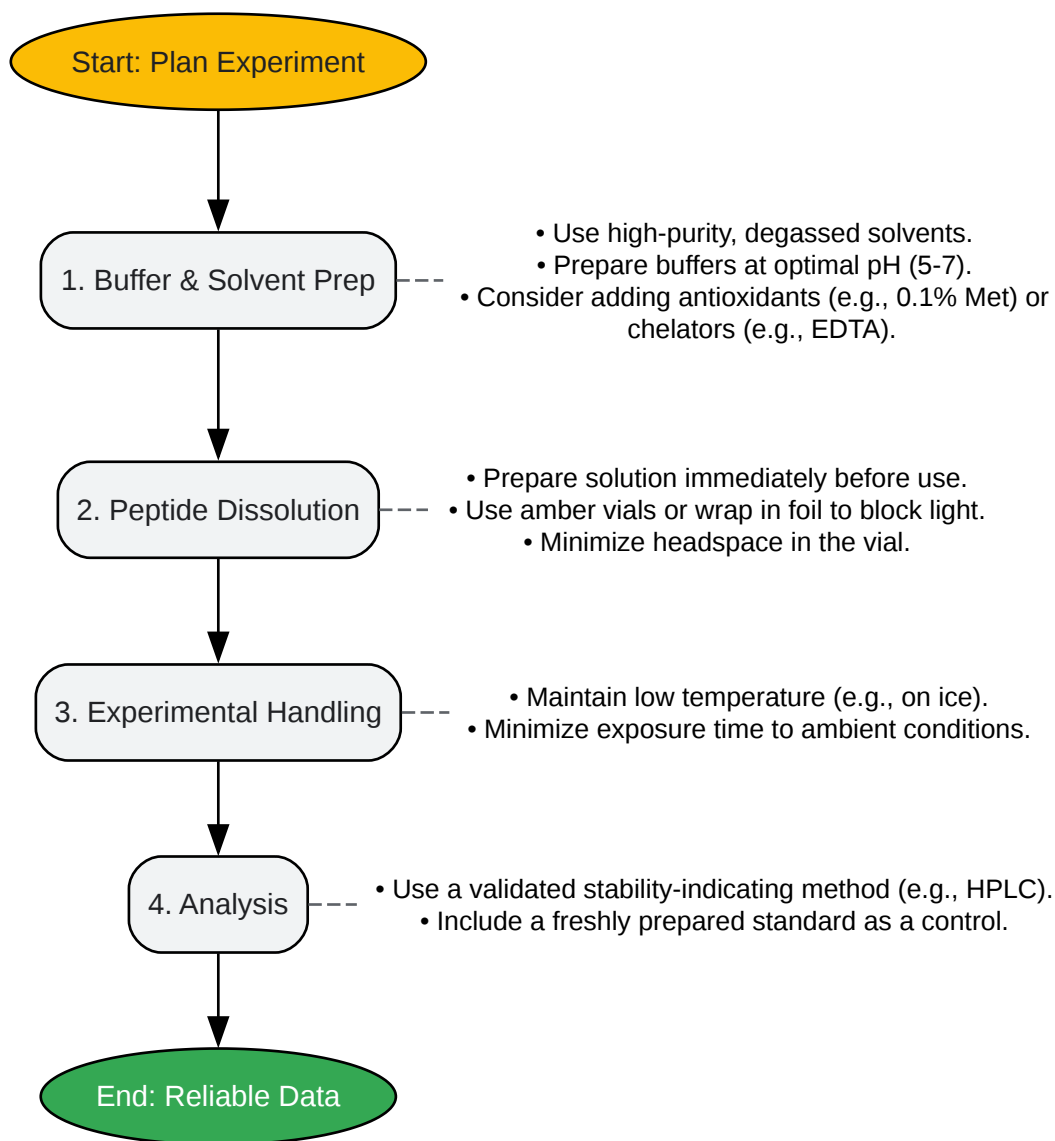 Start: Plan Experiment
1. Buffer & Solvent Prep
• Use high-purity, degassed solvents.
• Prepare buffers at optimal pH (5-7).
• Consider adding antioxidants (e.g., 0.1% Met) or
chelators (e.g., EDTA).
2. Peptide Dissolution
• Prepare solution immediately before use.
• Use amber vials or wrap in foil to block light.
• Minimize headspace in the vial.
3. Experimental Handling
• Maintain low temperature (e.g., on ice).
• Minimize exposure time to ambient conditions.
4. Analysis
• Use a validated stability-indicating method (e.g., HPLC).
• Include a freshly prepared standard as a control.
End: Reliable Data